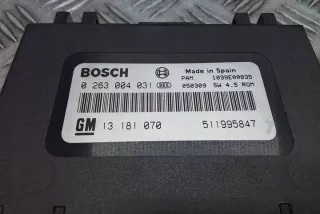 BOSCH Made in Spain
PAM 1039E00835
0 263 004 031 050309 SW 4.5 ROM
GM 13 181 070 511995847